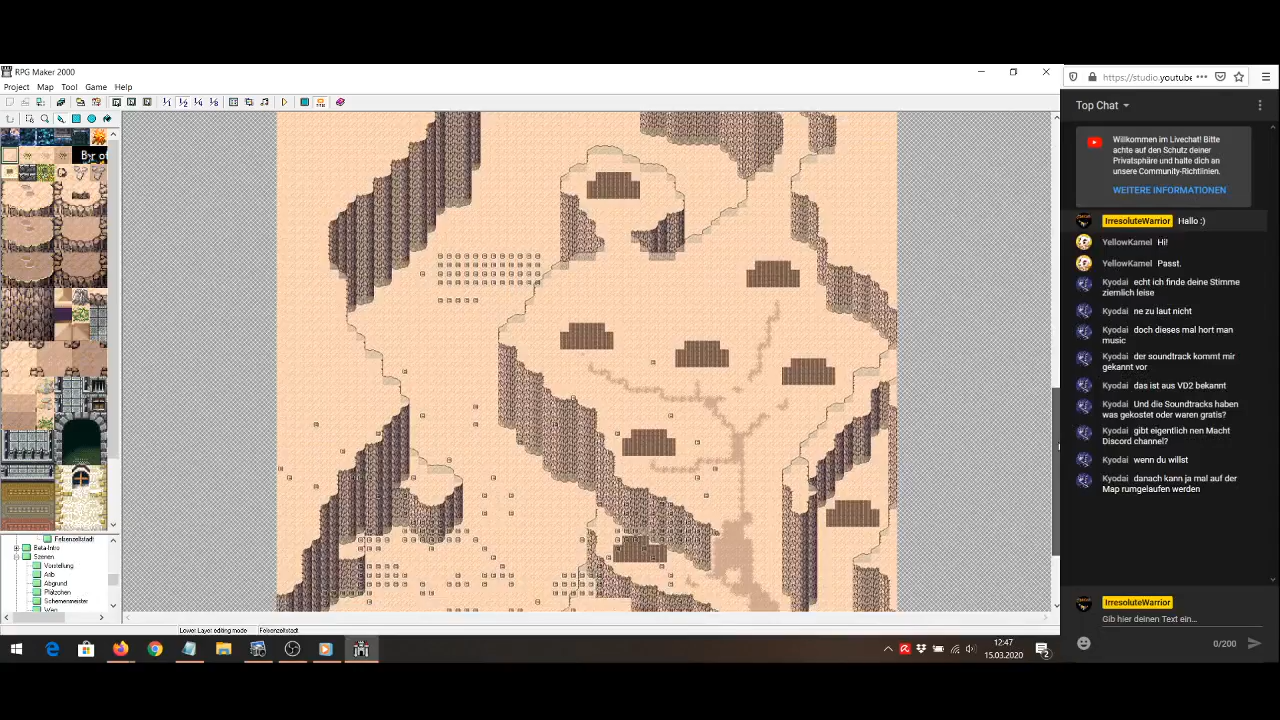 RPG Maker 2000
Project Map Tool Game Help
https://studio.youtube
Top Chat
Willkommen im Livechat! Bitte
achte auf den Schutz deiner
Privatsphäre und halte dich an
unsere Community-Richtlinien.
WEITERE INFORMATIONEN
IrresoluteWarrior Hallo :)
YellowKamel Hi!
YellowKamel Passt.
Kyodai echt ich finde deine Stimme
ziemlich leise
Kyodai ne zu laut nicht
Kyodai doch dieses mal hort man
music
Kyodai der soundtrack kommt mir
gekannt vor
Kyodai das ist aus VD2 bekannt
Kyodai Und die Soundtracks haben
was gekostet oder waren gratis?
Kyodai gibt eigentlich nen Macht
Discord channel?
Kyodai wenn du willst
Kyodai danach kann ja mal auf der
Map rumgelaufen werden
IrresoluteWarrior
Gib hier deinen Text ein...
0/200
Felsenzeltstadt
Beta-Intro
Szenen
Vorstellung
Abgrund
Plätzchen
Schemenmeister
Lower Layer editing mode Felsenzeltstadt
12:47
15.03.2020
2